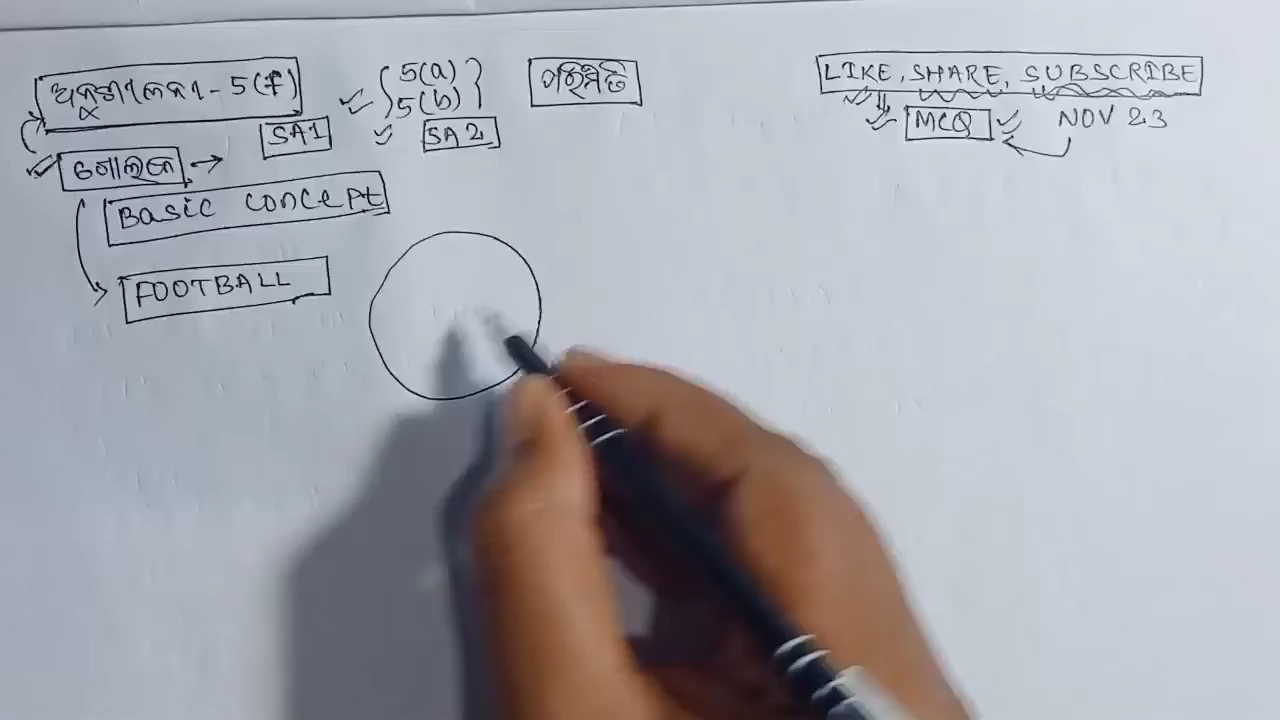 ଅନୁଶୀଳନୀ - 5(f)
5(a)
5(b)
ପରିମିତି
LIKE, SHARE, SUBSCRIBE
SA1
SA2
MCQ
NOV 23
ଗୋଲକ
Basic concept
FOOTBALL